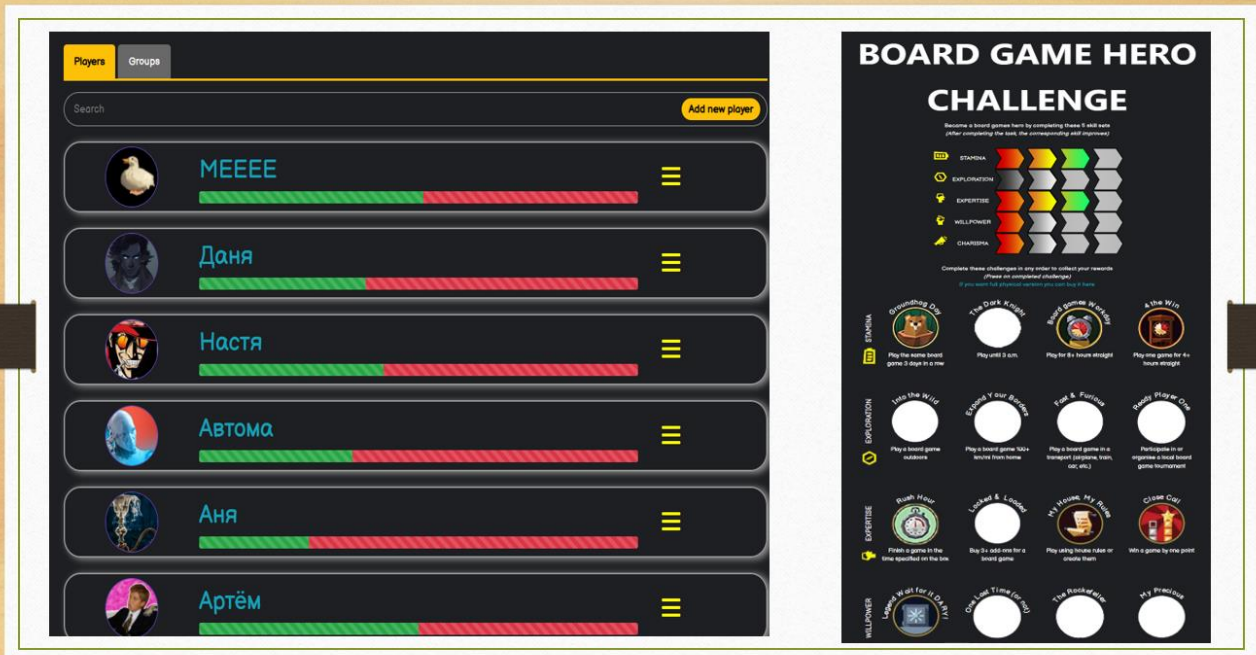 Players
Groups
Search
Add new player
MEEEE
Даня
Настя
Автома
Аня
Артём
BOARD GAME HERO
CHALLENGE
Become a board games hero by completing these 5 skill sets
(After completing the task, the corresponding skill improves)
STAMINA
EXPLORATION
EXPERTISE
WILLPOWER
CHARISMA
Complete these challenges in any order to collect your rewards
(Press on completed challenge)
If you want full physical version you can buy it here
STAMINA
Groundhog Day
Play the same board
game 3 days in a row
The Dark Knight
Play until 3 a.m.
Board games Workday
Play for 8+ hours straight
4 the Win
Play one game for 4+
hours straight
EXPLORATION
Into the Wild
Play a board game
outdoors
Expand Your Borders
Play a board game 100+
km/mi from home
Fast & Furious
Play a board game in a
transport (airplane, train,
car, etc.)
Ready Player One
Participate in or
organise a local board
game tournament
EXPERTISE
Rush Hour
Finish a game in the
time specified on the box
Locked & Loaded
Buy 3+ add-ons for a
board game
My House, My Rules
Play using house rules or
create them
Close Call
Win a game by one point
WILLPOWER
Legend Wait for it DARY!
One Last Time (or not)
The Rockefeller
My Precious